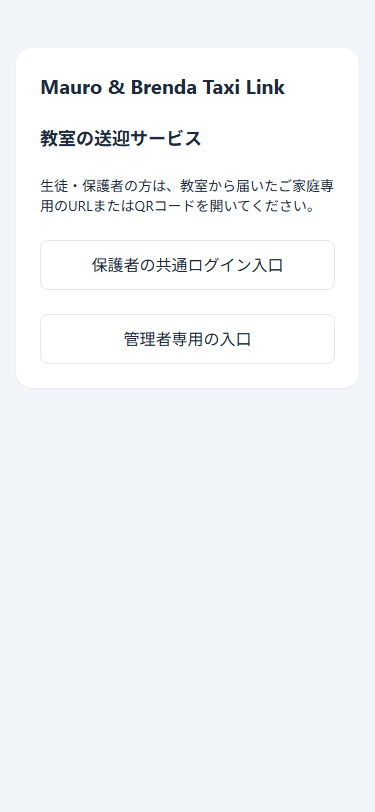 Mauro & Brenda Taxi Link
教室の送迎サービス
生徒・保護者の方は、教室から届いたご家庭専
用のURLまたはQRコードを開いてください。
保護者の共通ログイン入口
管理者専用の入口